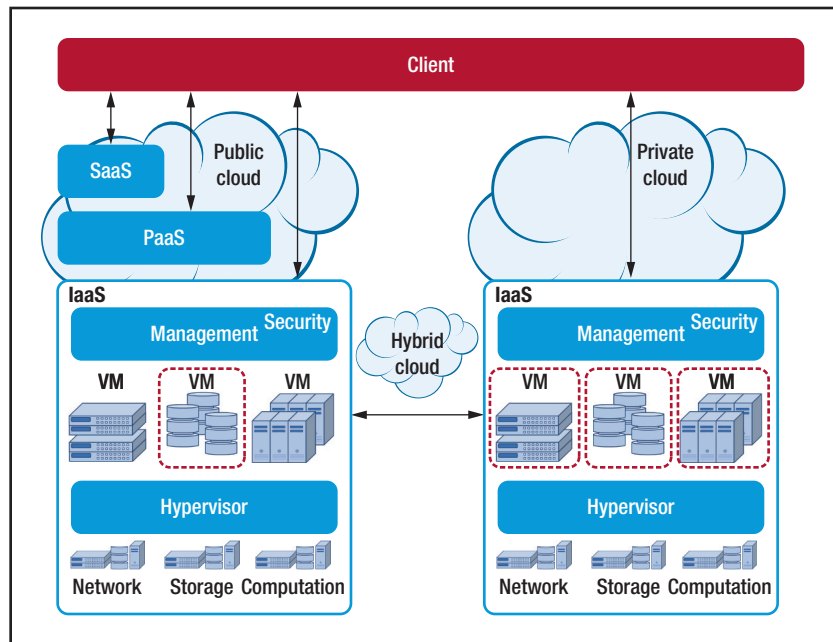 Client
Public
cloud
SaaS
PaaS
Private
cloud
IaaS
Security
Management
VM
VM
VM
Hypervisor
Network
Storage
Computation
Hybrid
cloud
IaaS
Security
Management
VM
VM
VM
Hypervisor
Network
Storage
Computation